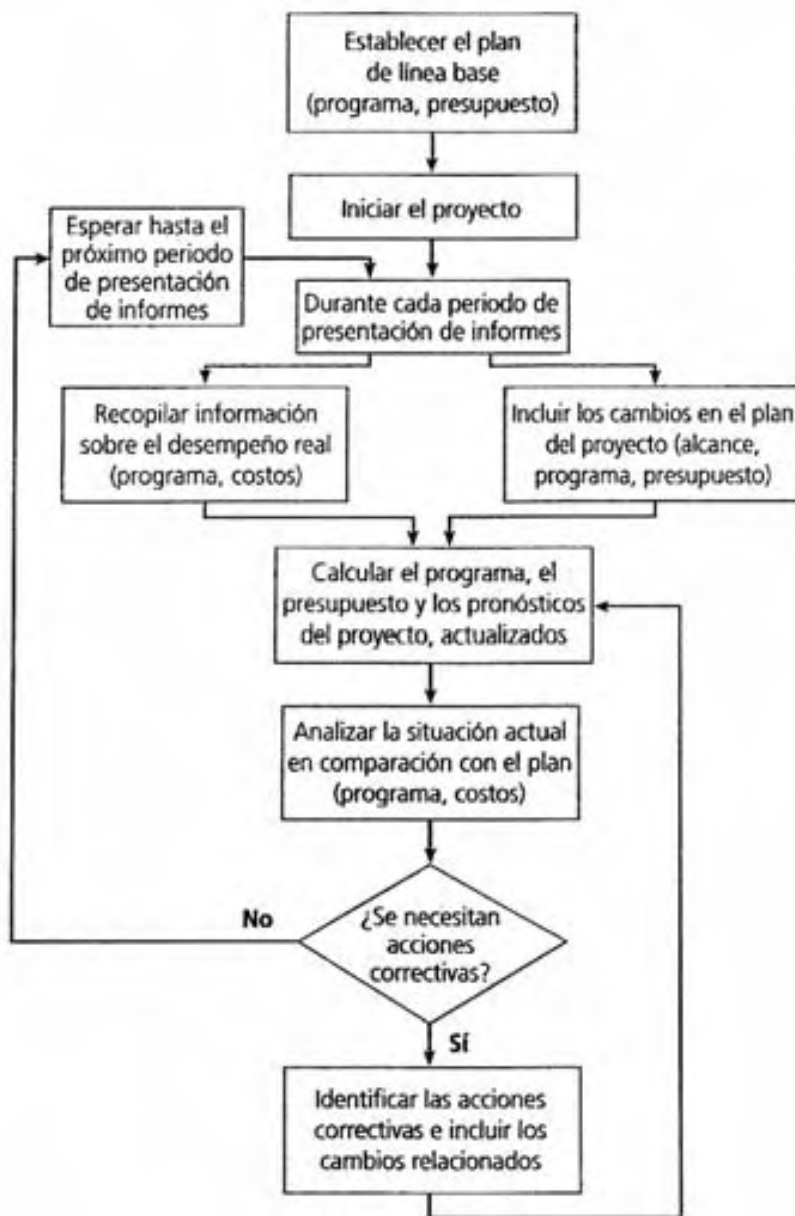 Establecer el plan
de línea base
(programa, presupuesto)
Iniciar el proyecto
Esperar hasta el
próximo periodo
de presentación
de informes
Durante cada periodo de
presentación de informes
Recopilar información
sobre el desempeño real
(programa, costos)
Incluir los cambios en el plan
del proyecto (alcance,
programa, presupuesto)
Calcular el programa, el
presupuesto y los pronósticos
del proyecto, actualizados
Analizar la situación actual
en comparación con el plan
(programa, costos)
No
¿Se necesitan
acciones
correctivas?
Sí
Identificar las acciones
correctivas e incluir los
cambios relacionados